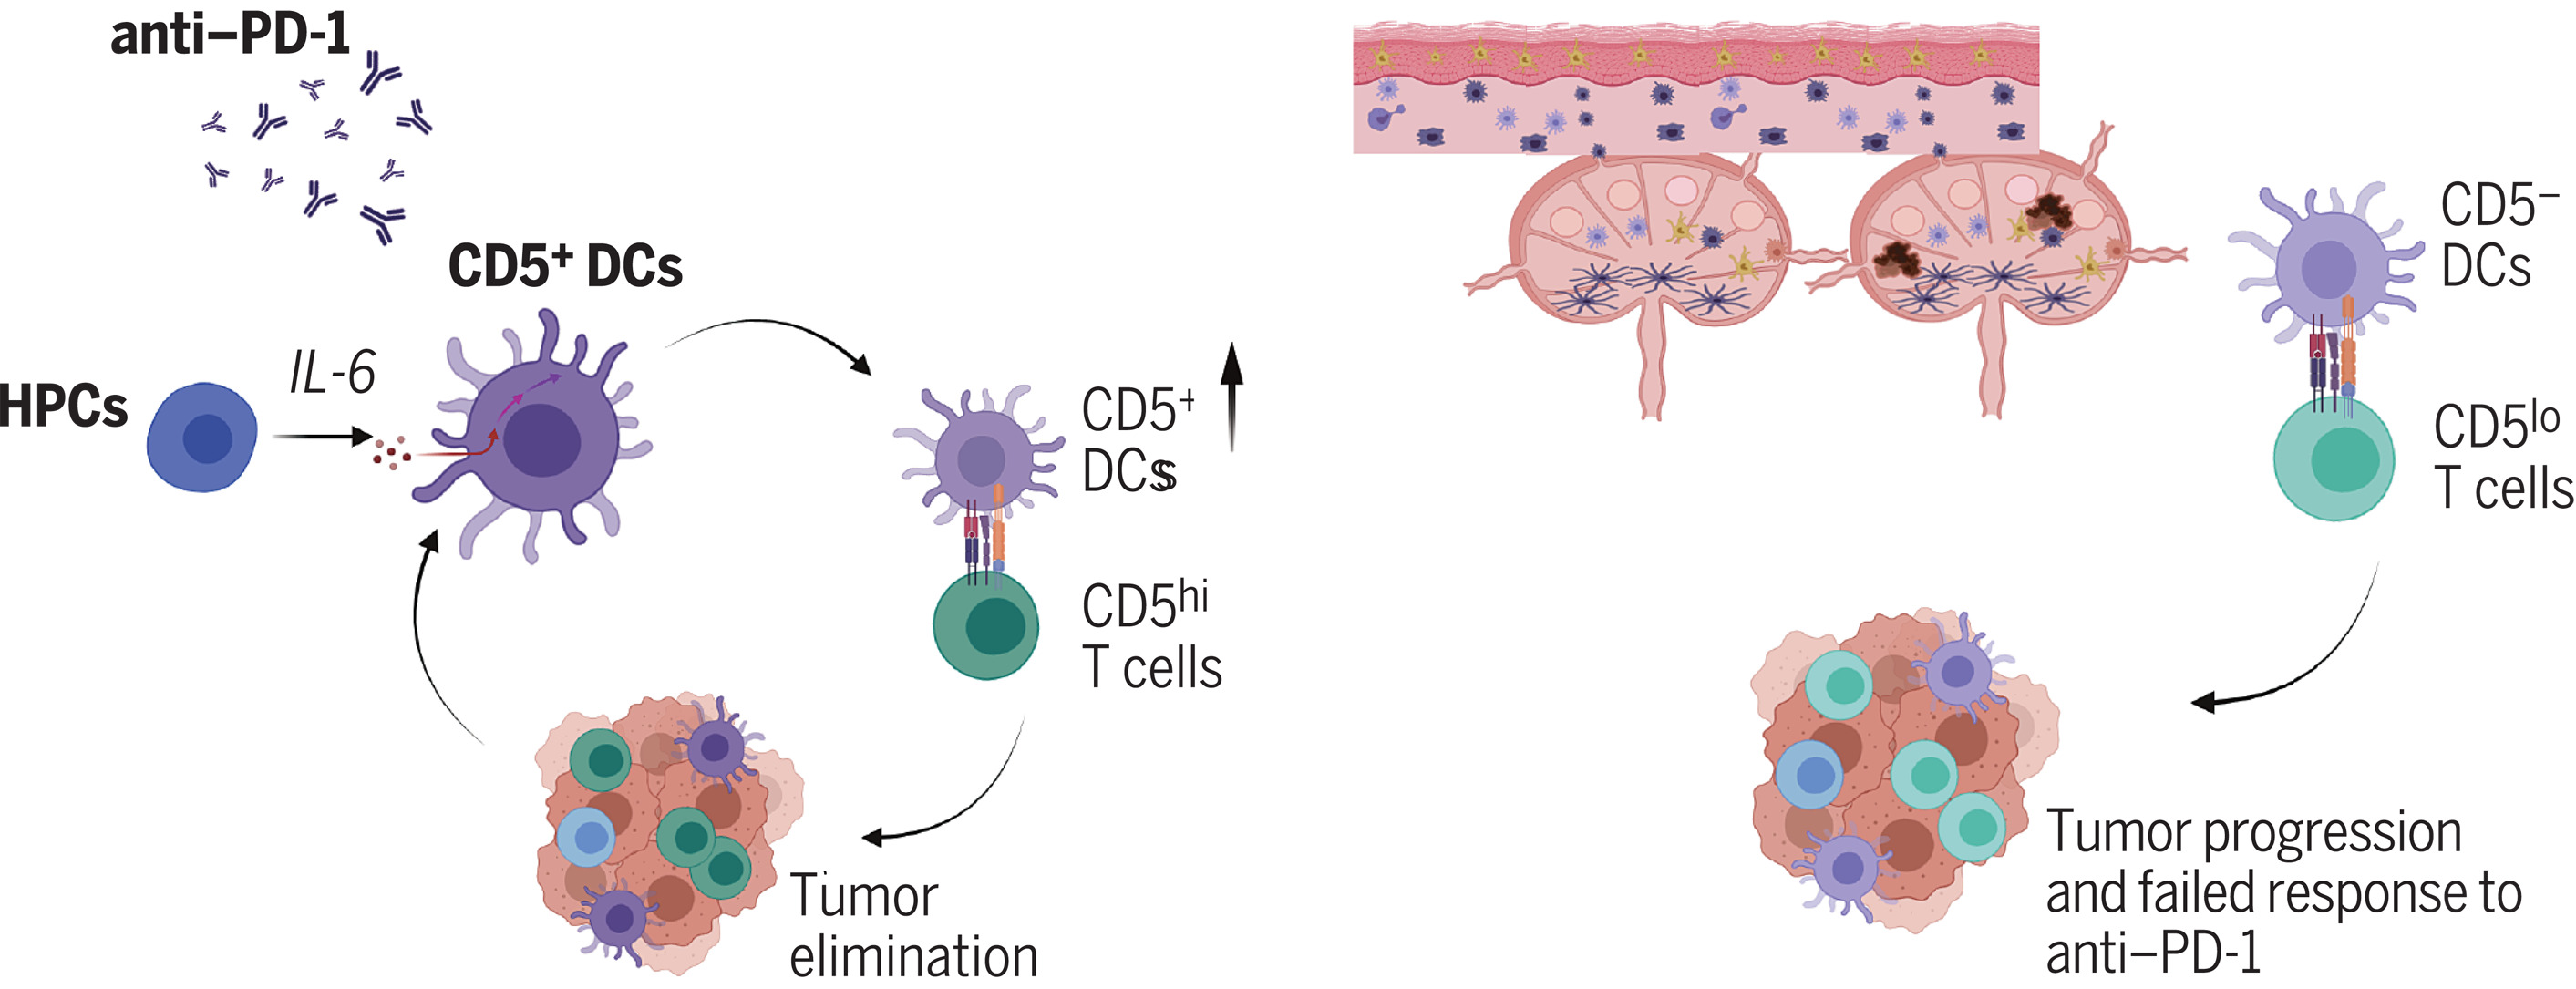 anti–PD-1
CD5+ DCs
IL-6
HPCs
CD5+
DCss
CD5hi
T cells
Tumor
elimination
CD5–
DCs
CD5lo
T cells
Tumor progression
and failed response to
anti–PD-1